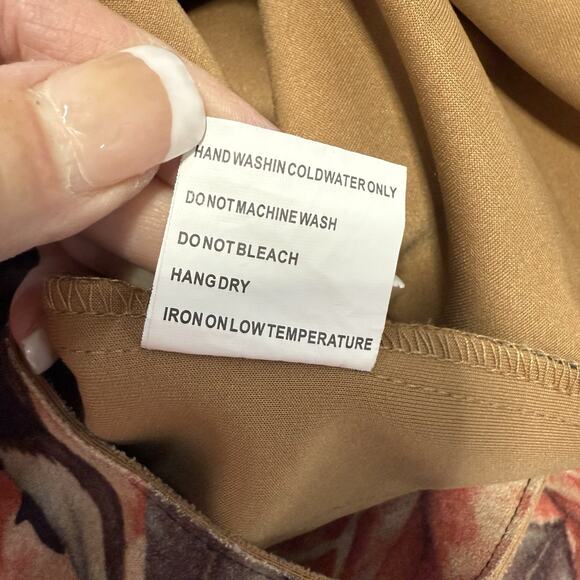 HAND WASHIN COLDWATER ONLY
DO NOT MACHINE WASH
DO NOT BLEACH
HANG DRY
IRON ON LOW TEMPERATURE